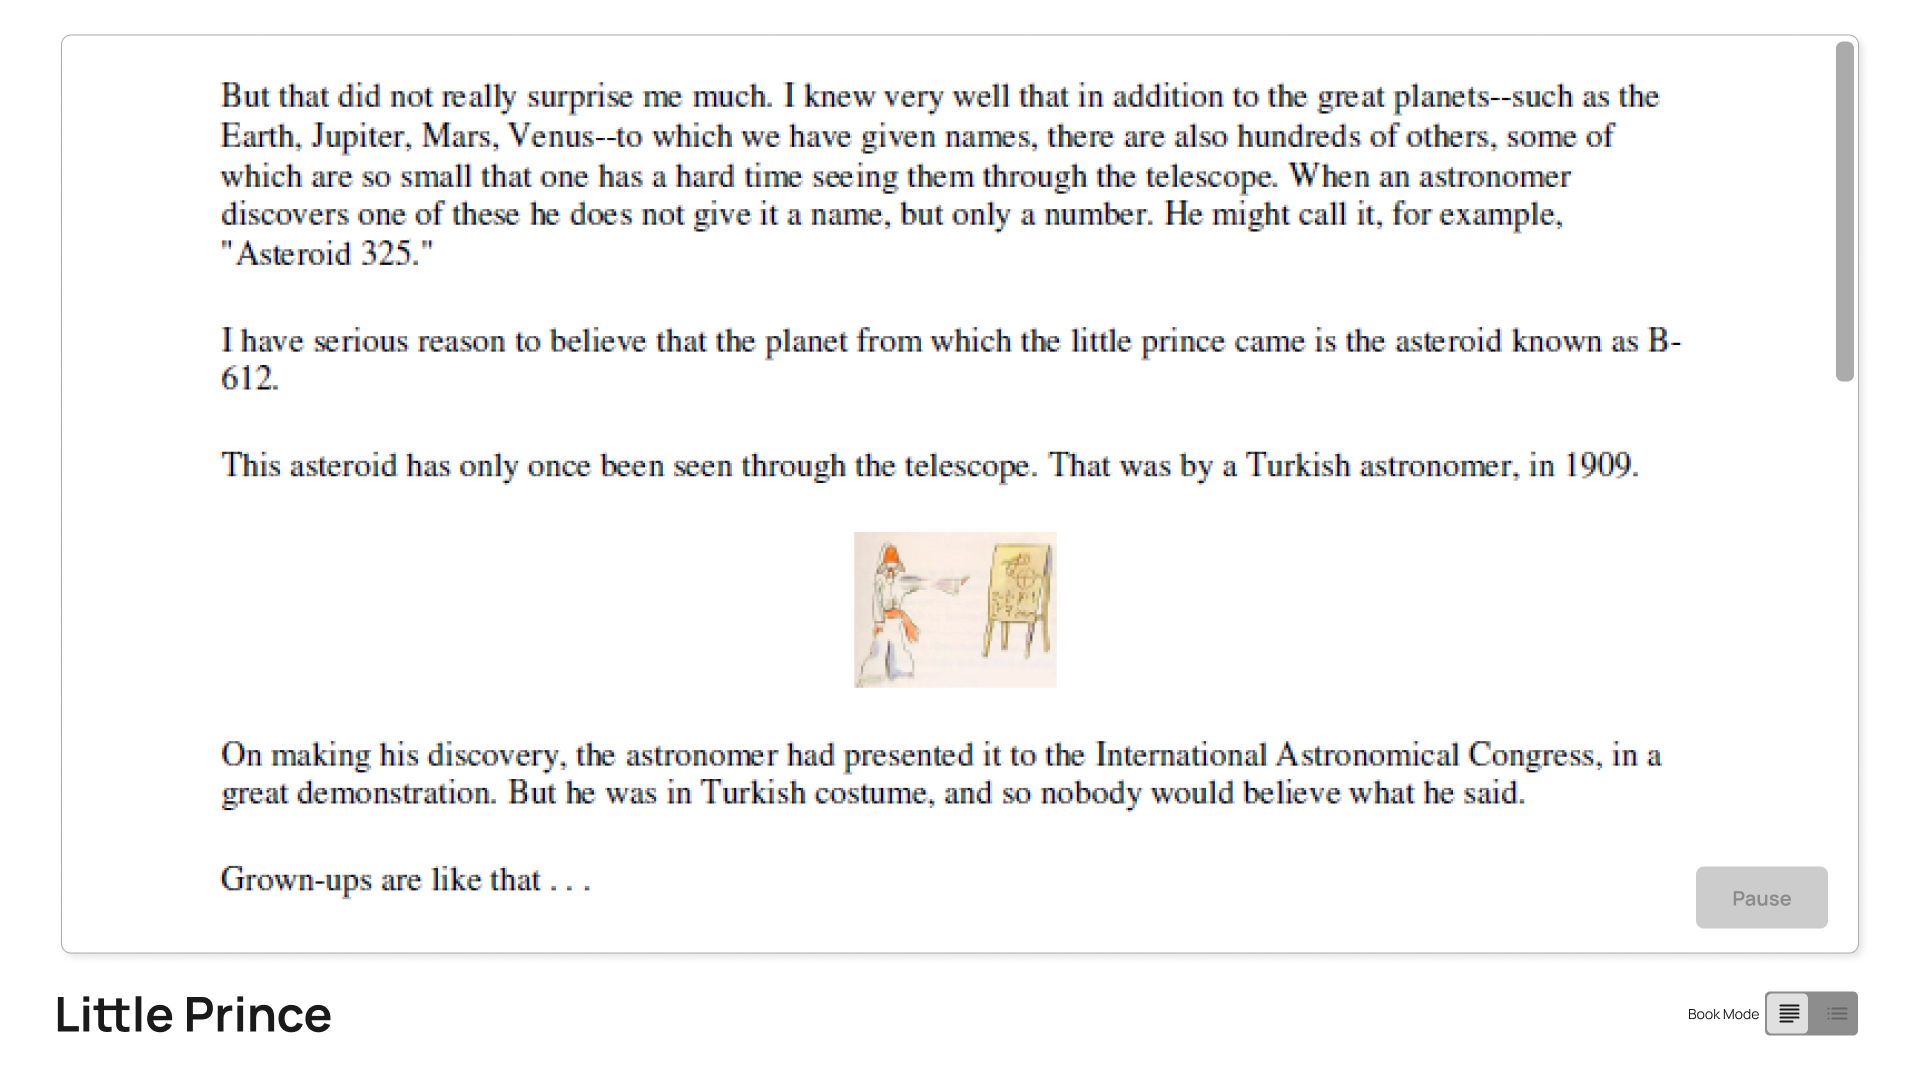 But that did not really surprise me much. I knew very well that in addition to the great planets--such as the
Earth, Jupiter, Mars, Venus--to which we have given names, there are also hundreds of others, some of
which are so small that one has a hard time seeing them through the telescope. When an astronomer
discovers one of these he does not give it a name, but only a number. He might call it, for example,
"Asteroid 325."
I have serious reason to believe that the planet from which the little prince came is the asteroid known as B-
612.
This asteroid has only once been seen through the telescope. That was by a Turkish astronomer, in 1909.
On making his discovery, the astronomer had presented it to the International Astronomical Congress, in a
great demonstration. But he was in Turkish costume, and so nobody would believe what he said.
Grown-ups are like that . . .
Pause
Little Prince
Book Mode